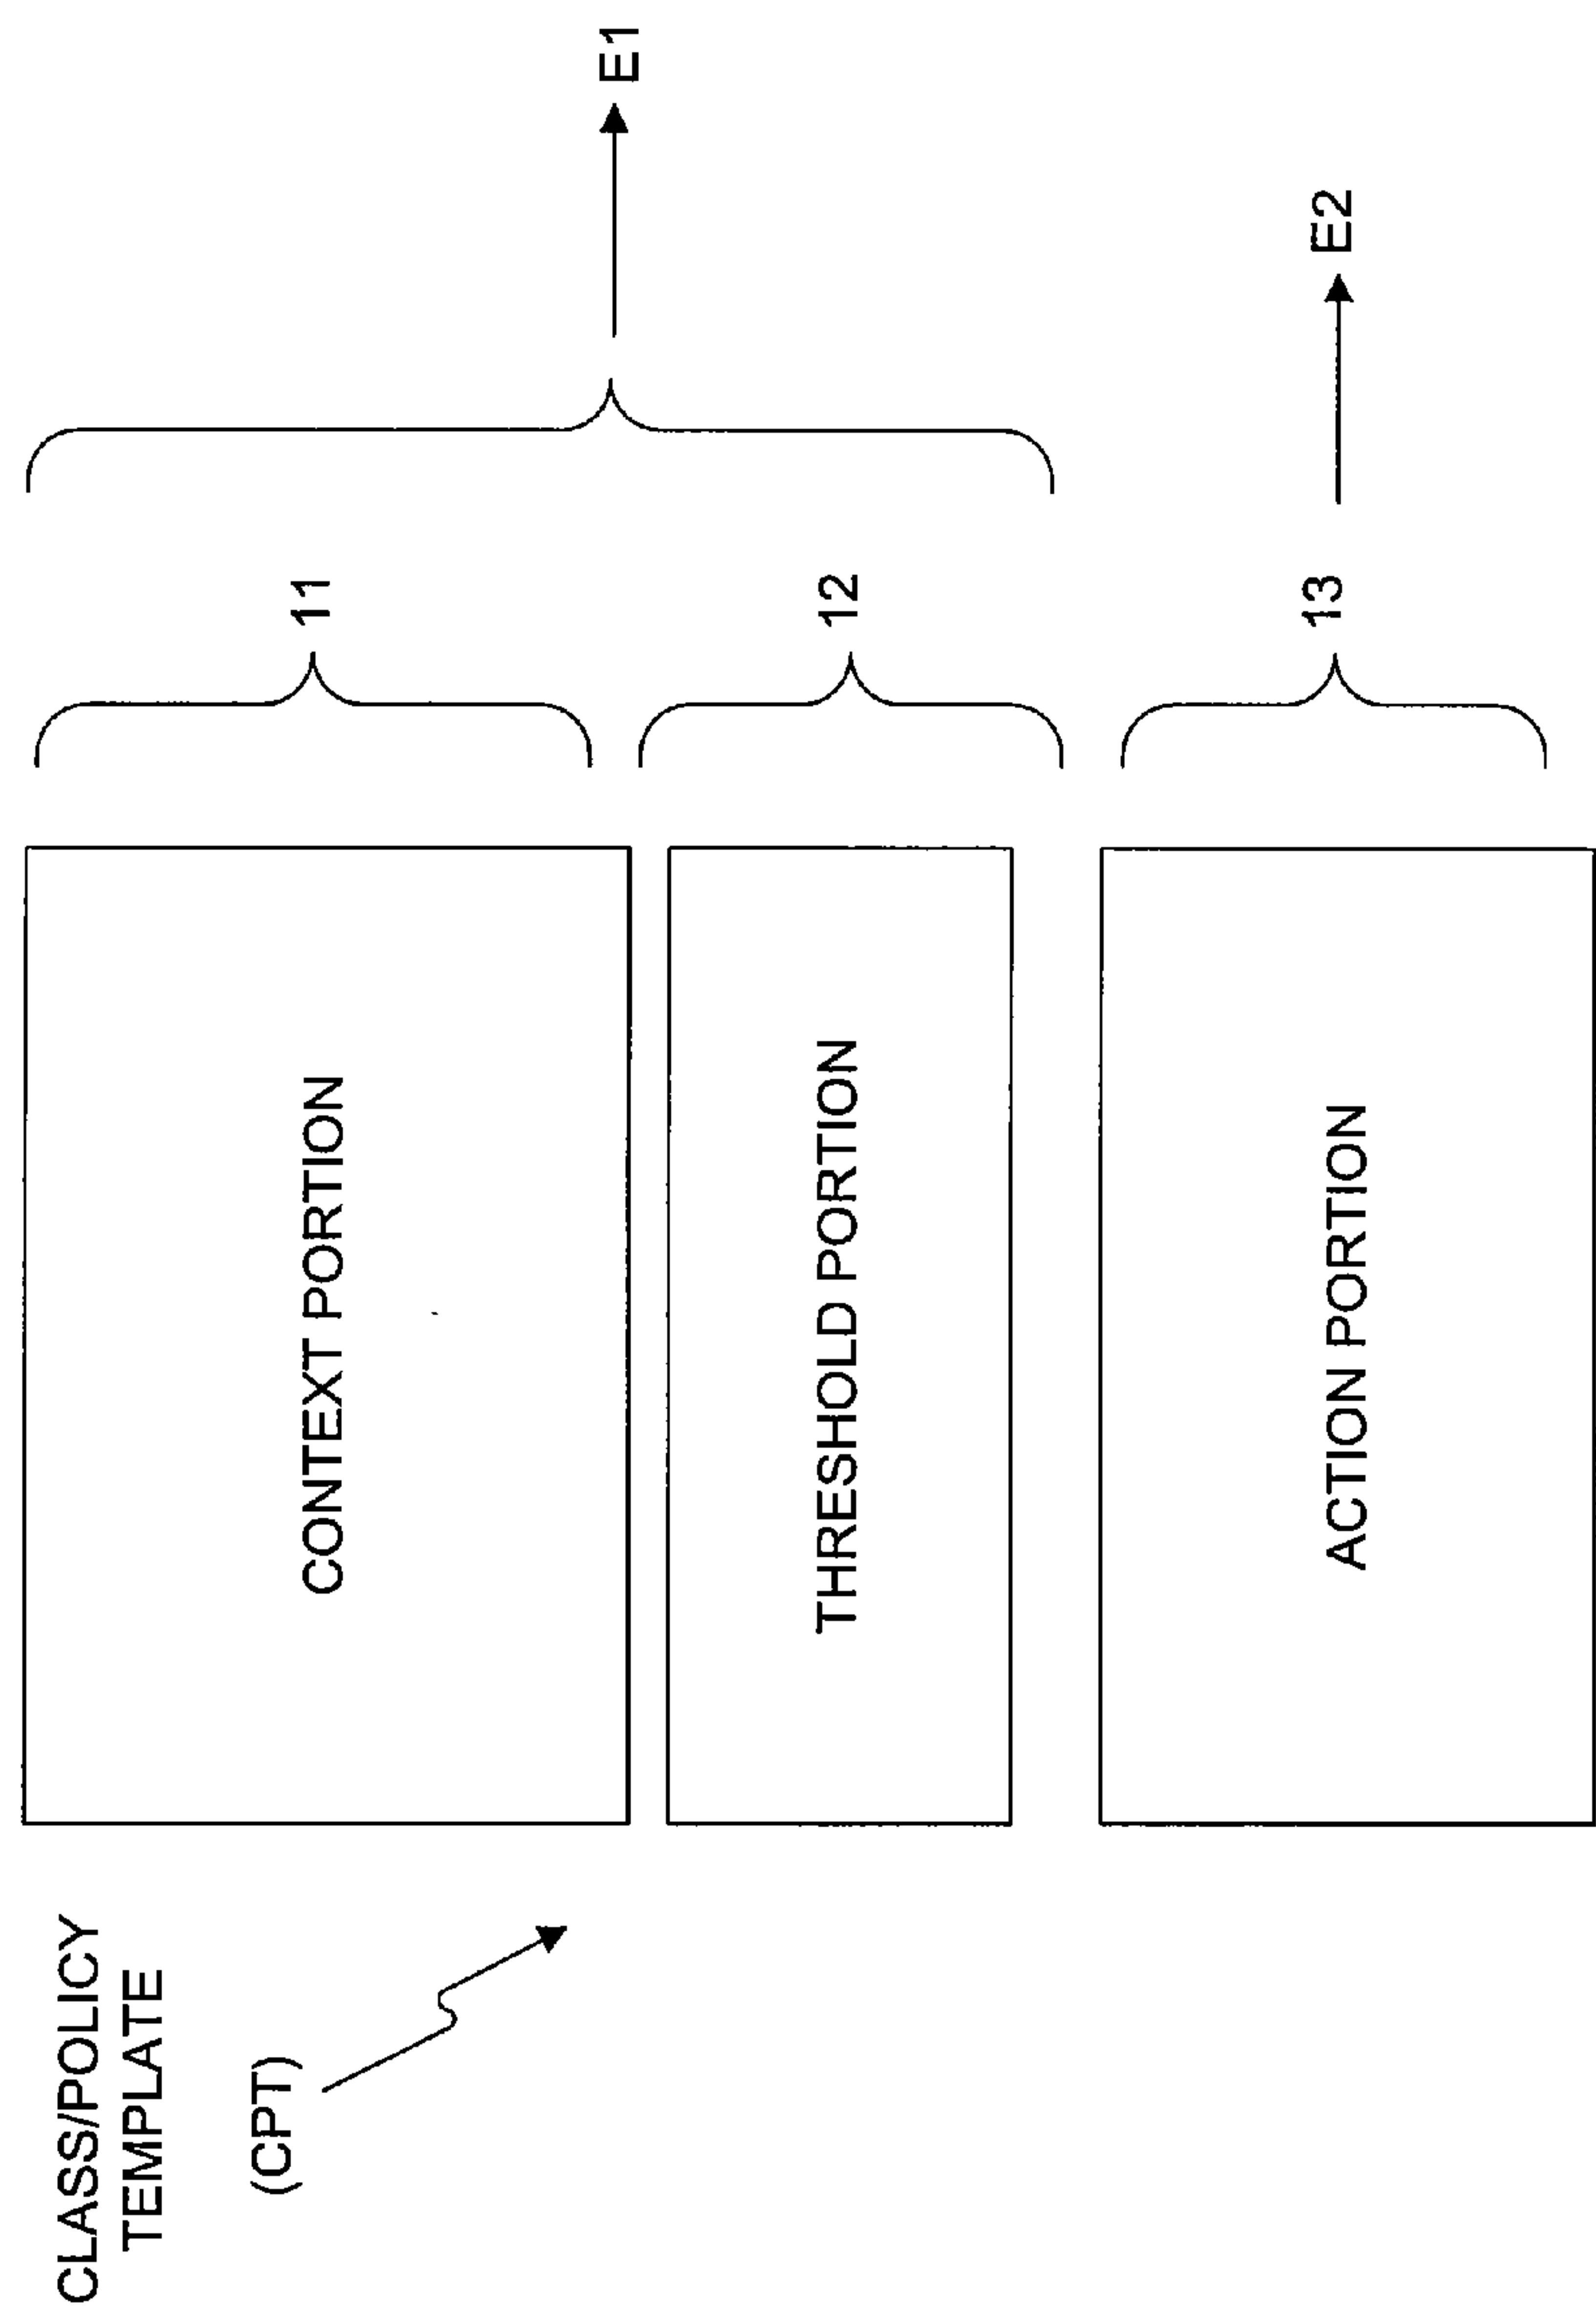 CLASS/POLICY
TEMPLATE
(CPT)
CONTEXT PORTION
11
THRESHOLD PORTION
12
E1
ACTION PORTION
13
E2